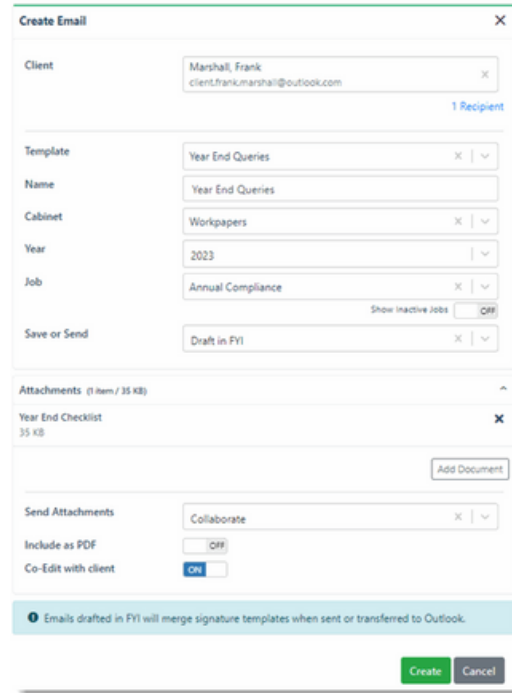 Create Email
Client
Marshall, Frank
client.frank.marshall@outlook.com
1 Recipient
Template
Year End Queries
Name
Year End Queries
Cabinet
Workpapers
Year
2023
Job
Annual Compliance
Show Inactive Jobs OFF
Save or Send
Draft in FYI
Attachments (1 item / 35 KB)
Year End Checklist
35 KB
Add Document
Send Attachments
Collaborate
Include as PDF
OFF
Co-Edit with client
ON
Emails drafted in FYI will merge signature templates when sent or transferred to Outlook.
Create Cancel